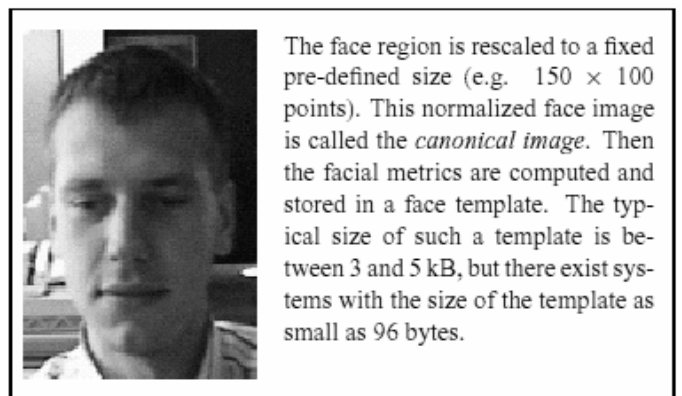 The face region is rescaled to a fixed
pre-defined size (e.g. 150 × 100
points). This normalized face image
is called the canonical image. Then
the facial metrics are computed and
stored in a face template. The typ-
ical size of such a template is be-
tween 3 and 5 kB, but there exist sys-
tems with the size of the template as
small as 96 bytes.